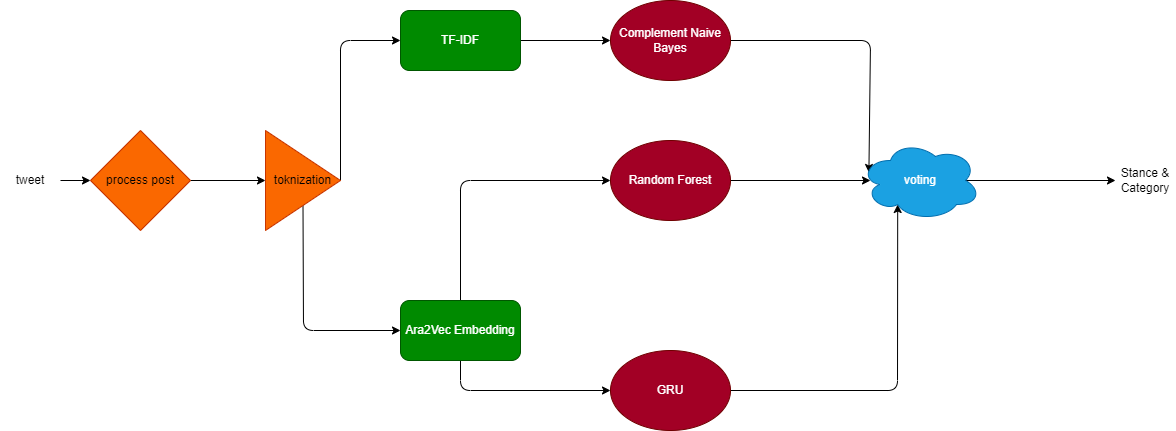 TF-IDF
Complement Naive
Bayes
tweet
process post
toknization
Random Forest
voting
Stance &
Category
Ara2Vec Embedding
GRU